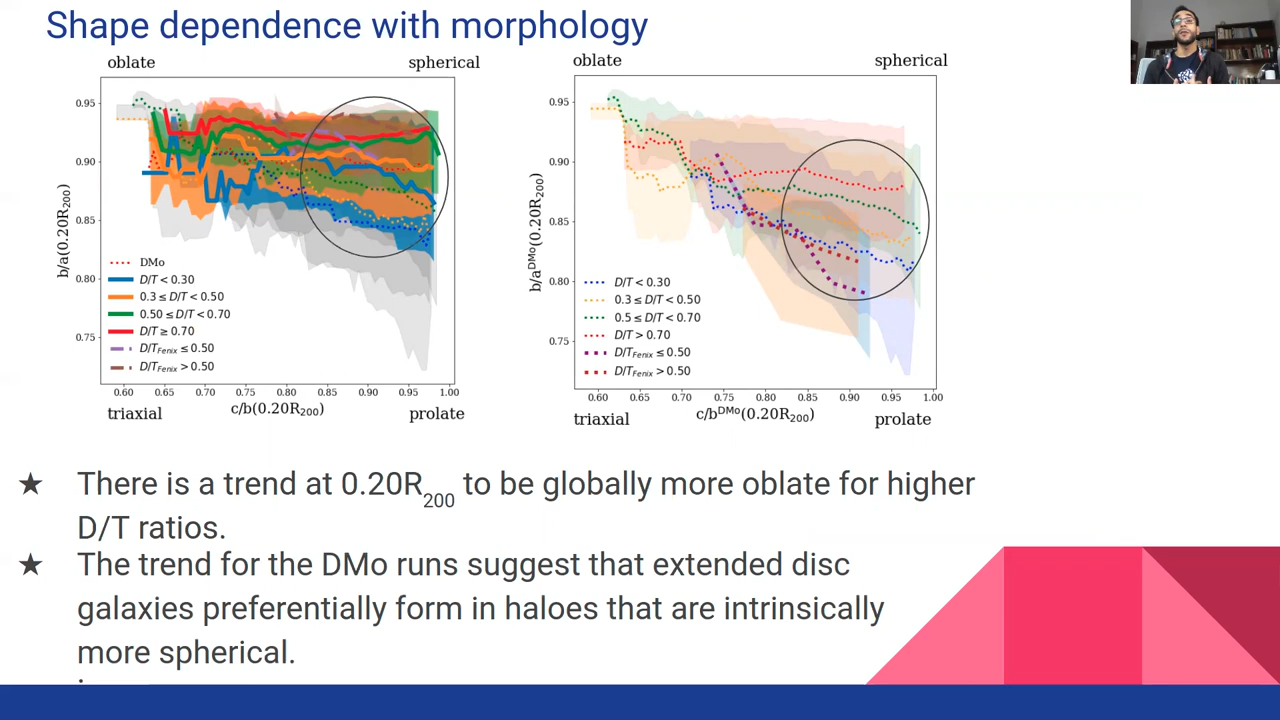 Shape dependence with morphology
oblate
spherical
0.95
0.90
0.85
0.80
0.75
b/a(0.20R200)
DMo
D/T < 0.30
0.3 ≤ D/T < 0.50
0.50 ≤ D/T < 0.70
D/T ≥ 0.70
D/TFenix ≤ 0.50
D/TFenix > 0.50
0.60 0.65 0.70 0.75 0.80 0.85 0.90 0.95 1.00
c/b(0.20R200)
triaxial
prolate
oblate
spherical
0.95
0.90
0.85
0.80
0.75
b/aDMo(0.20R200)
D/T < 0.30
0.3 ≤ D/T < 0.50
0.5 ≤ D/T < 0.70
D/T > 0.70
D/TFenix ≤ 0.50
D/TFenix > 0.50
0.60 0.65 0.70 0.75 0.80 0.85 0.90 0.95 1.00
c/bDMo(0.20R200)
triaxial
prolate
★ There is a trend at 0.20R200 to be globally more oblate for higher
D/T ratios.
★ The trend for the DMo runs suggest that extended disc
galaxies preferentially form in haloes that are intrinsically
more spherical.